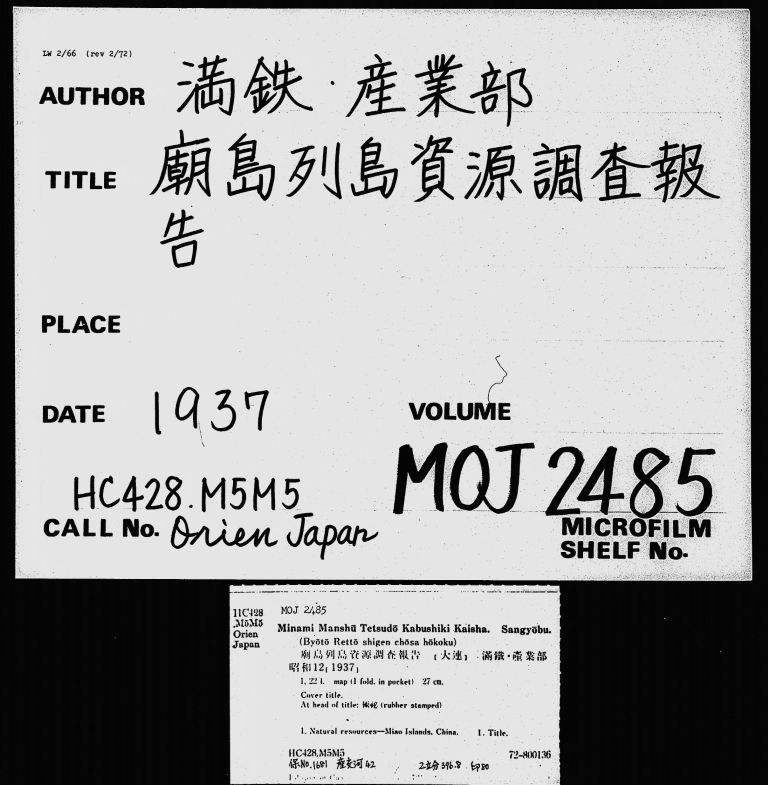 LW 2/66 (rev 2/72)
AUTHOR 満鉄・産業部
TITLE 廟島列島資源調査報
告
PLACE
DATE 1937
VOLUME
HC428.M5M5
CALL No. Orien Japan
MOJ 2485
MICROFILM
SHELF No.
HC428
.M5M5
Orien
Japan
MOJ 2485
Minami Manshū Tetsudō Kabushiki Kaisha. Sangyōbu.
(Byōtō Rettō shigen chōsa hōkoku)
廟島列島資源調査報告 [大連] 滿鐵・産業部
昭和12[1937]
1, 22 l. map (1 fold. in pocket) 27 cm.
Cover title.
At head of title: (rubber stamped)
1. Natural resources—Miao Islands, China. I. Title.
HC428.M5M5
72-800136